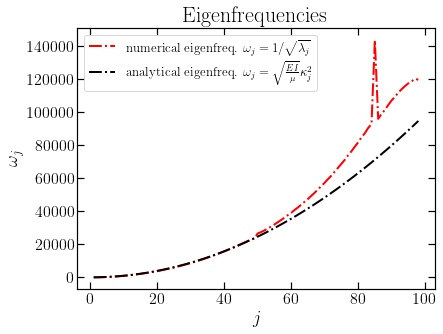 Eigenfrequencies
numerical eigenfreq. ω_j = 1/√λ_j
analytical eigenfreq. ω_j = √(EI/μ) κ_j^2
140000
120000
100000
80000
60000
40000
20000
0
ω_j
0 20 40 60 80 100
j